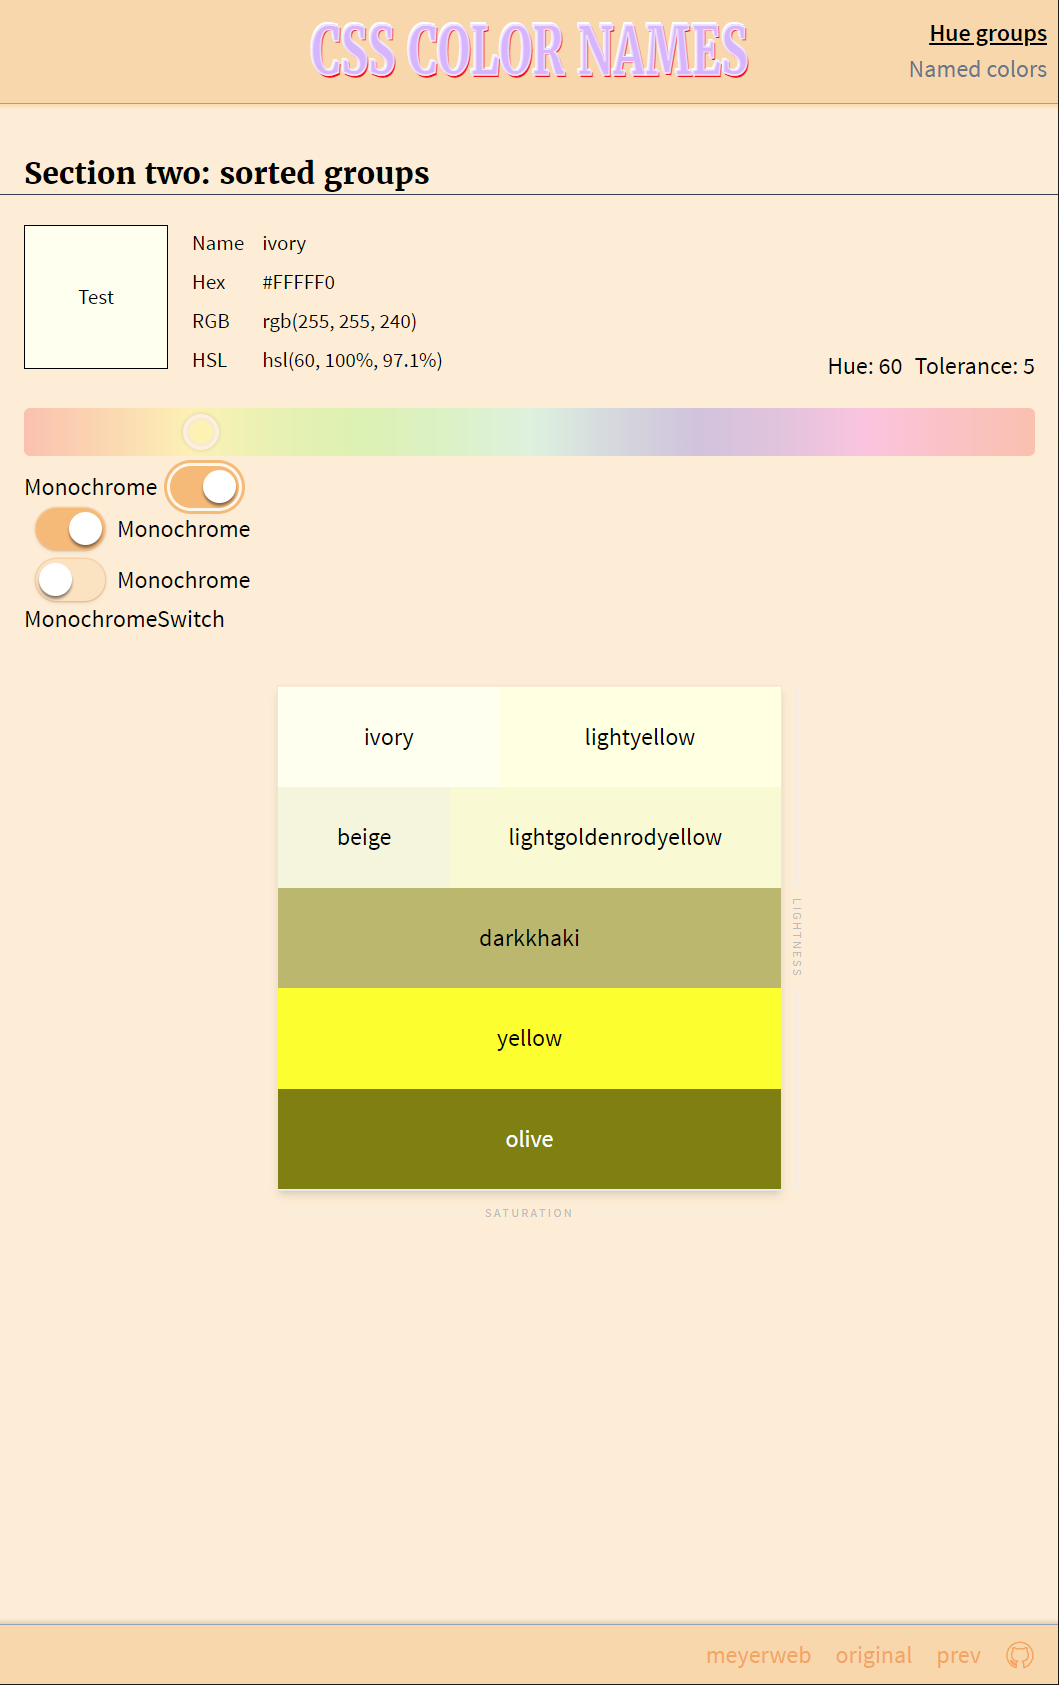 CSS COLOR NAMES
Hue groups
Named colors
Section two: sorted groups
Test
Name ivory
Hex #FFFFF0
RGB rgb(255, 255, 240)
HSL hsl(60, 100%, 97.1%)
Hue: 60 Tolerance: 5
Monochrome
Monochrome
Monochrome
MonochromeSwitch
ivory lightyellow
beige lightgoldenrodyellow
darkkhaki
yellow
olive
LIGHTNESS
SATURATION
meyerweb original prev